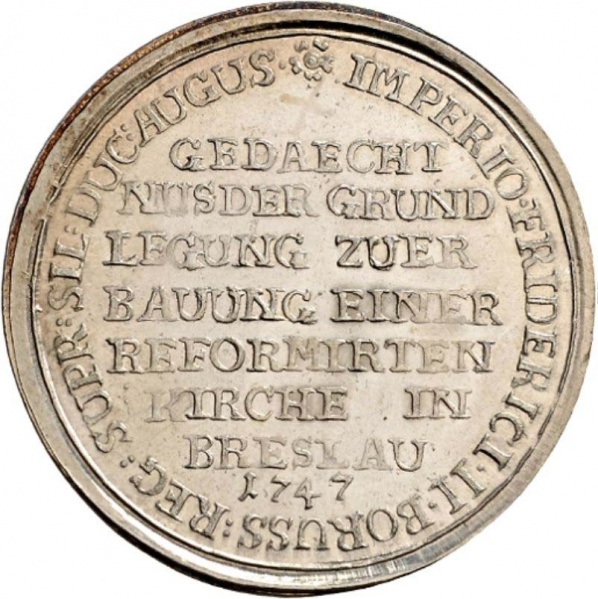 IMPERIO·FRIDERICI·II·BORUSS:REG:SUPR:SIL:DUC:AUGUS·
GEDAECHT
NUSDER GRUND
LEGUNG ZUER
BAUUNG EINER
REFORMIRTEN
KIRCHE IN
BRESLAU
1747